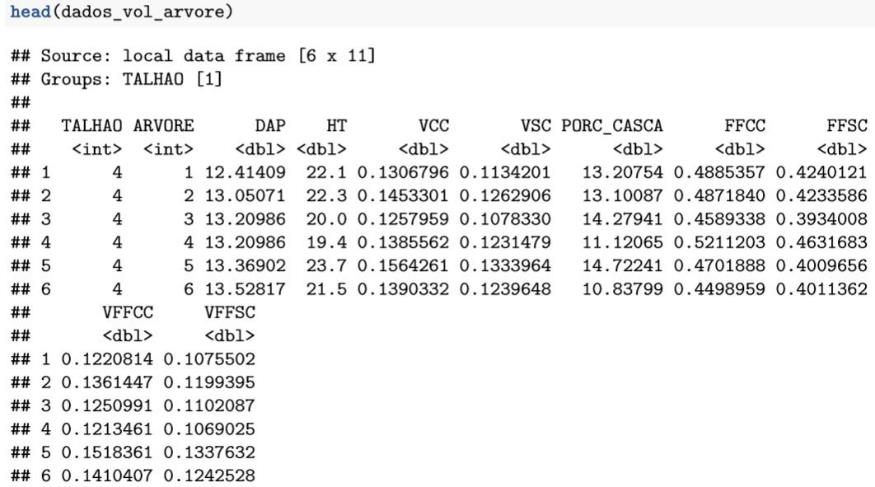 head(dados_vol_arvore)
## Source: local data frame [6 x 11]
## Groups: TALHAO [1]
##
##   TALHAO ARVORE      DAP    HT       VCC       VSC PORC_CASCA      FFCC      FFSC
##    <int>  <int>    <dbl> <dbl>     <dbl>     <dbl>      <dbl>     <dbl>     <dbl>
## 1      4      1 12.41409  22.1 0.1306796 0.1134201   13.20754 0.4885357 0.4240121
## 2      4      2 13.05071  22.3 0.1453301 0.1262906   13.10087 0.4871840 0.4233586
## 3      4      3 13.20986  20.0 0.1257959 0.1078330   14.27941 0.4589338 0.3934008
## 4      4      4 13.20986  19.4 0.1385562 0.1231479   11.12065 0.5211203 0.4631683
## 5      4      5 13.36902  23.7 0.1564261 0.1333964   14.72241 0.4701888 0.4009656
## 6      4      6 13.52817  21.5 0.1390332 0.1239648   10.83799 0.4498959 0.4011362
##       VFFCC     VFFSC
##       <dbl>     <dbl>
## 1 0.1220814 0.1075502
## 2 0.1361447 0.1199395
## 3 0.1250991 0.1102087
## 4 0.1213461 0.1069025
## 5 0.1518361 0.1337632
## 6 0.1410407 0.1242528